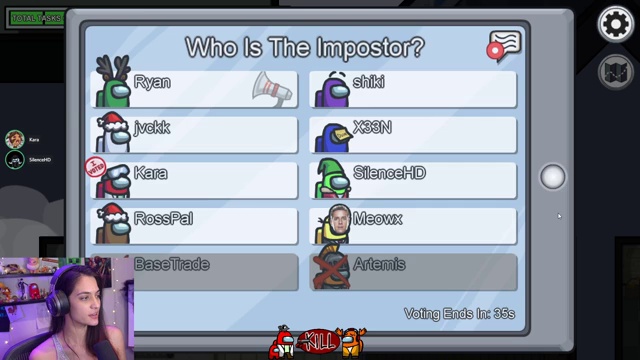 TOTAL TASKS
Who Is The Impostor?
Ryan
shiki
jvckk
X33N
I VOTED
Kara
SilenceHD
RossPal
Meowx
BaseTrade
Artemis
Voting Ends In: 35s
Kara
SilenceHD
KILL